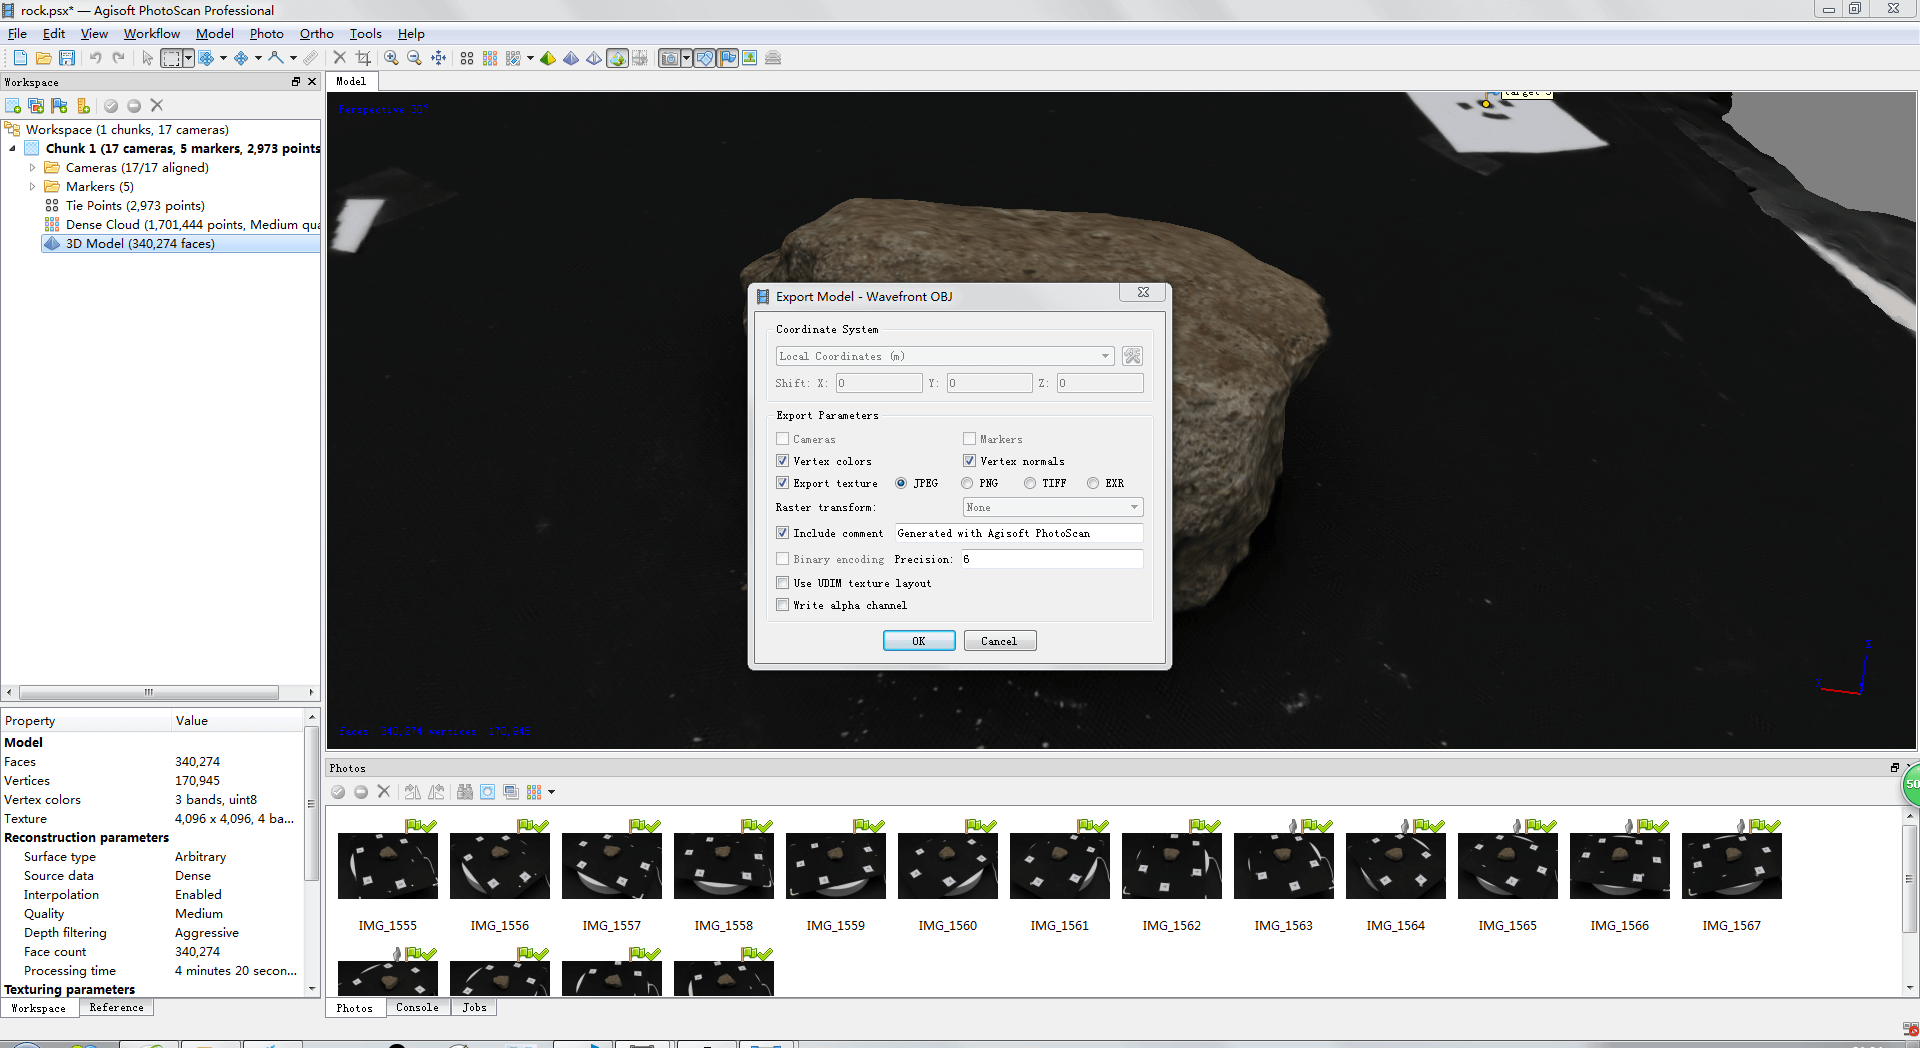 rock.psx* — Agisoft PhotoScan Professional
File Edit View Workflow Model Photo Ortho Tools Help
Workspace
Model
Perspective 30°
Workspace (1 chunks, 17 cameras)
Chunk 1 (17 cameras, 5 markers, 2,973 points
Cameras (17/17 aligned)
Markers (5)
Tie Points (2,973 points)
Dense Cloud (1,701,444 points, Medium qua
3D Model (340,274 faces)
Export Model - Wavefront OBJ
Coordinate System
Local Coordinates (m)
Shift: X: 0 Y: 0 Z: 0
Export Parameters
Cameras Markers
Vertex colors Vertex normals
Export texture JPEG PNG TIFF EXR
Raster transform: None
Include comment Generated with Agisoft PhotoScan
Binary encoding Precision: 6
Use UDIM texture layout
Write alpha channel
OK Cancel
faces: 340,274 vertices: 170,945
Property Value
Model
Faces 340,274
Vertices 170,945
Vertex colors 3 bands, uint8
Texture 4,096 x 4,096, 4 ba...
Reconstruction parameters
Surface type Arbitrary
Source data Dense
Interpolation Enabled
Quality Medium
Depth filtering Aggressive
Face count 340,274
Processing time 4 minutes 20 secon...
Texturing parameters
Workspace Reference
Photos
50
IMG_1555 IMG_1556 IMG_1557 IMG_1558 IMG_1559 IMG_1560 IMG_1561 IMG_1562 IMG_1563 IMG_1564 IMG_1565 IMG_1566 IMG_1567
Photos Console Jobs